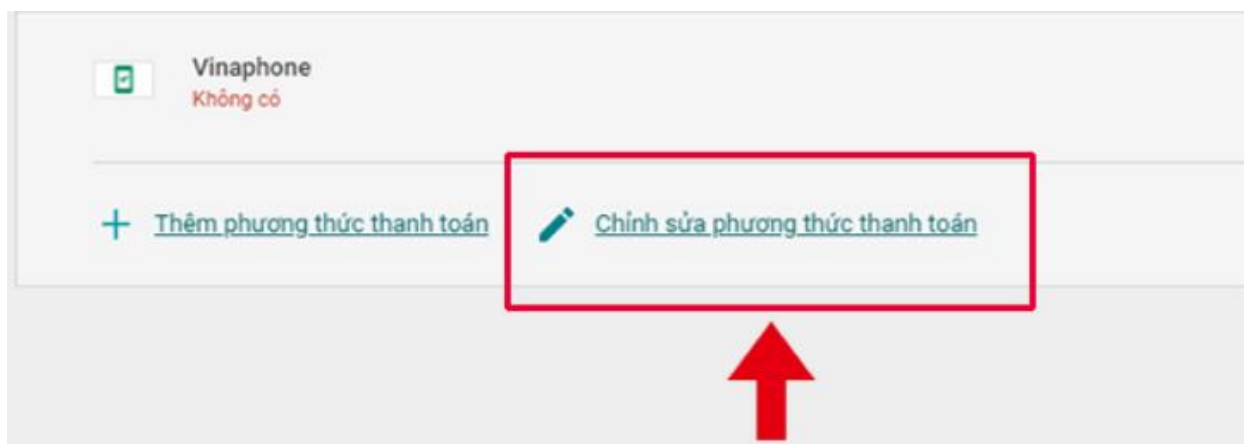 Vinaphone
Không có
Thêm phương thức thanh toán
Chỉnh sửa phương thức thanh toán